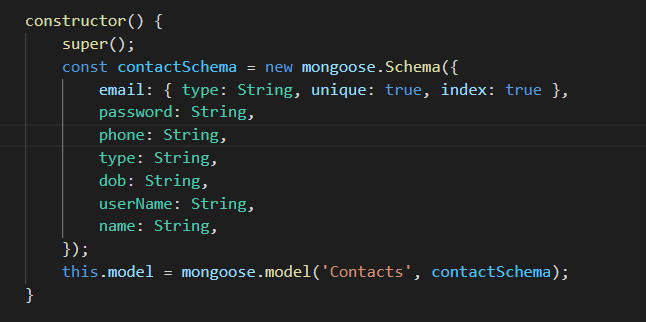 constructor() {
super();
const contactSchema = new mongoose.Schema({
email: { type: String, unique: true, index: true },
password: String,
phone: String,
type: String,
dob: String,
userName: String,
name: String,
});
this.model = mongoose.model('Contacts', contactSchema);
}